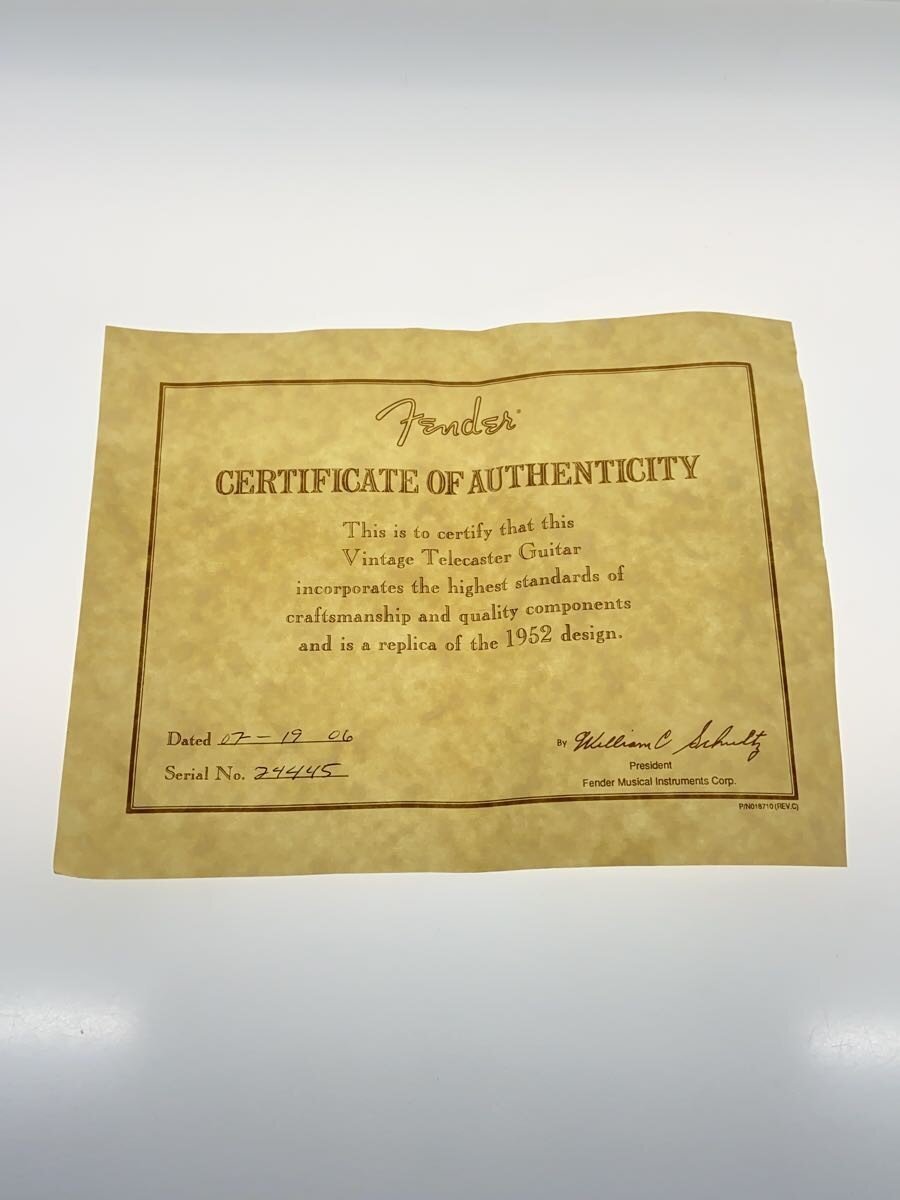 Fender®
CERTIFICATE OF AUTHENTICITY
This is to certify that this
Vintage Telecaster Guitar
incorporates the highest standards of
craftsmanship and quality components
and is a replica of the 1952 design.
Dated 07-19 06
Serial No. 24445
By William C Schultz
President
Fender Musical Instruments Corp.
P/N018710 (REV.C)